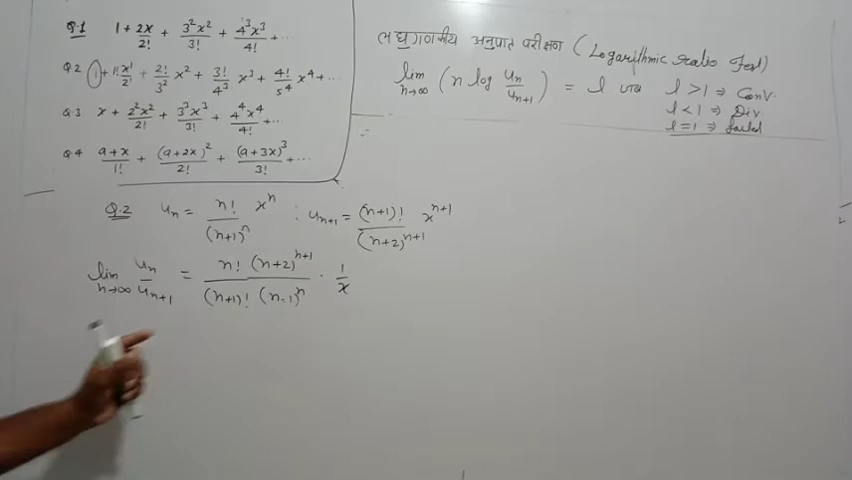 Q.1 1 + 2x/2! + 3²x²/3! + 4³x³/4! + ...
Q.2 1 + 1!x¹/2! + 2!/3² x² + 3!/4³ x³ + 4!/5⁴ x⁴ + ...
Q.3 x + 2²x²/2! + 3³x³/3! + 4⁴x⁴/4! + ...
Q.4 a+x/1! + (a+2x)²/2! + (a+3x)³/3! + ...
लघुगणकीय अनुपात परीक्षण (Logarithmic ratio Test)
lim n→∞ (n log uₙ/uₙ₊₁) = l जब l > 1 ⇒ Conv.
l < 1 ⇒ Div
l = 1 ⇒ failed
Q.2 uₙ = n!/(n+1)ⁿ xⁿ : uₙ₊₁ = (n+1)!/(n+2)ⁿ⁺¹ xⁿ⁺¹
lim n→∞ uₙ/uₙ₊₁ = n! (n+2)ⁿ⁺¹/(n+1)! (n-1)ⁿ · 1/x